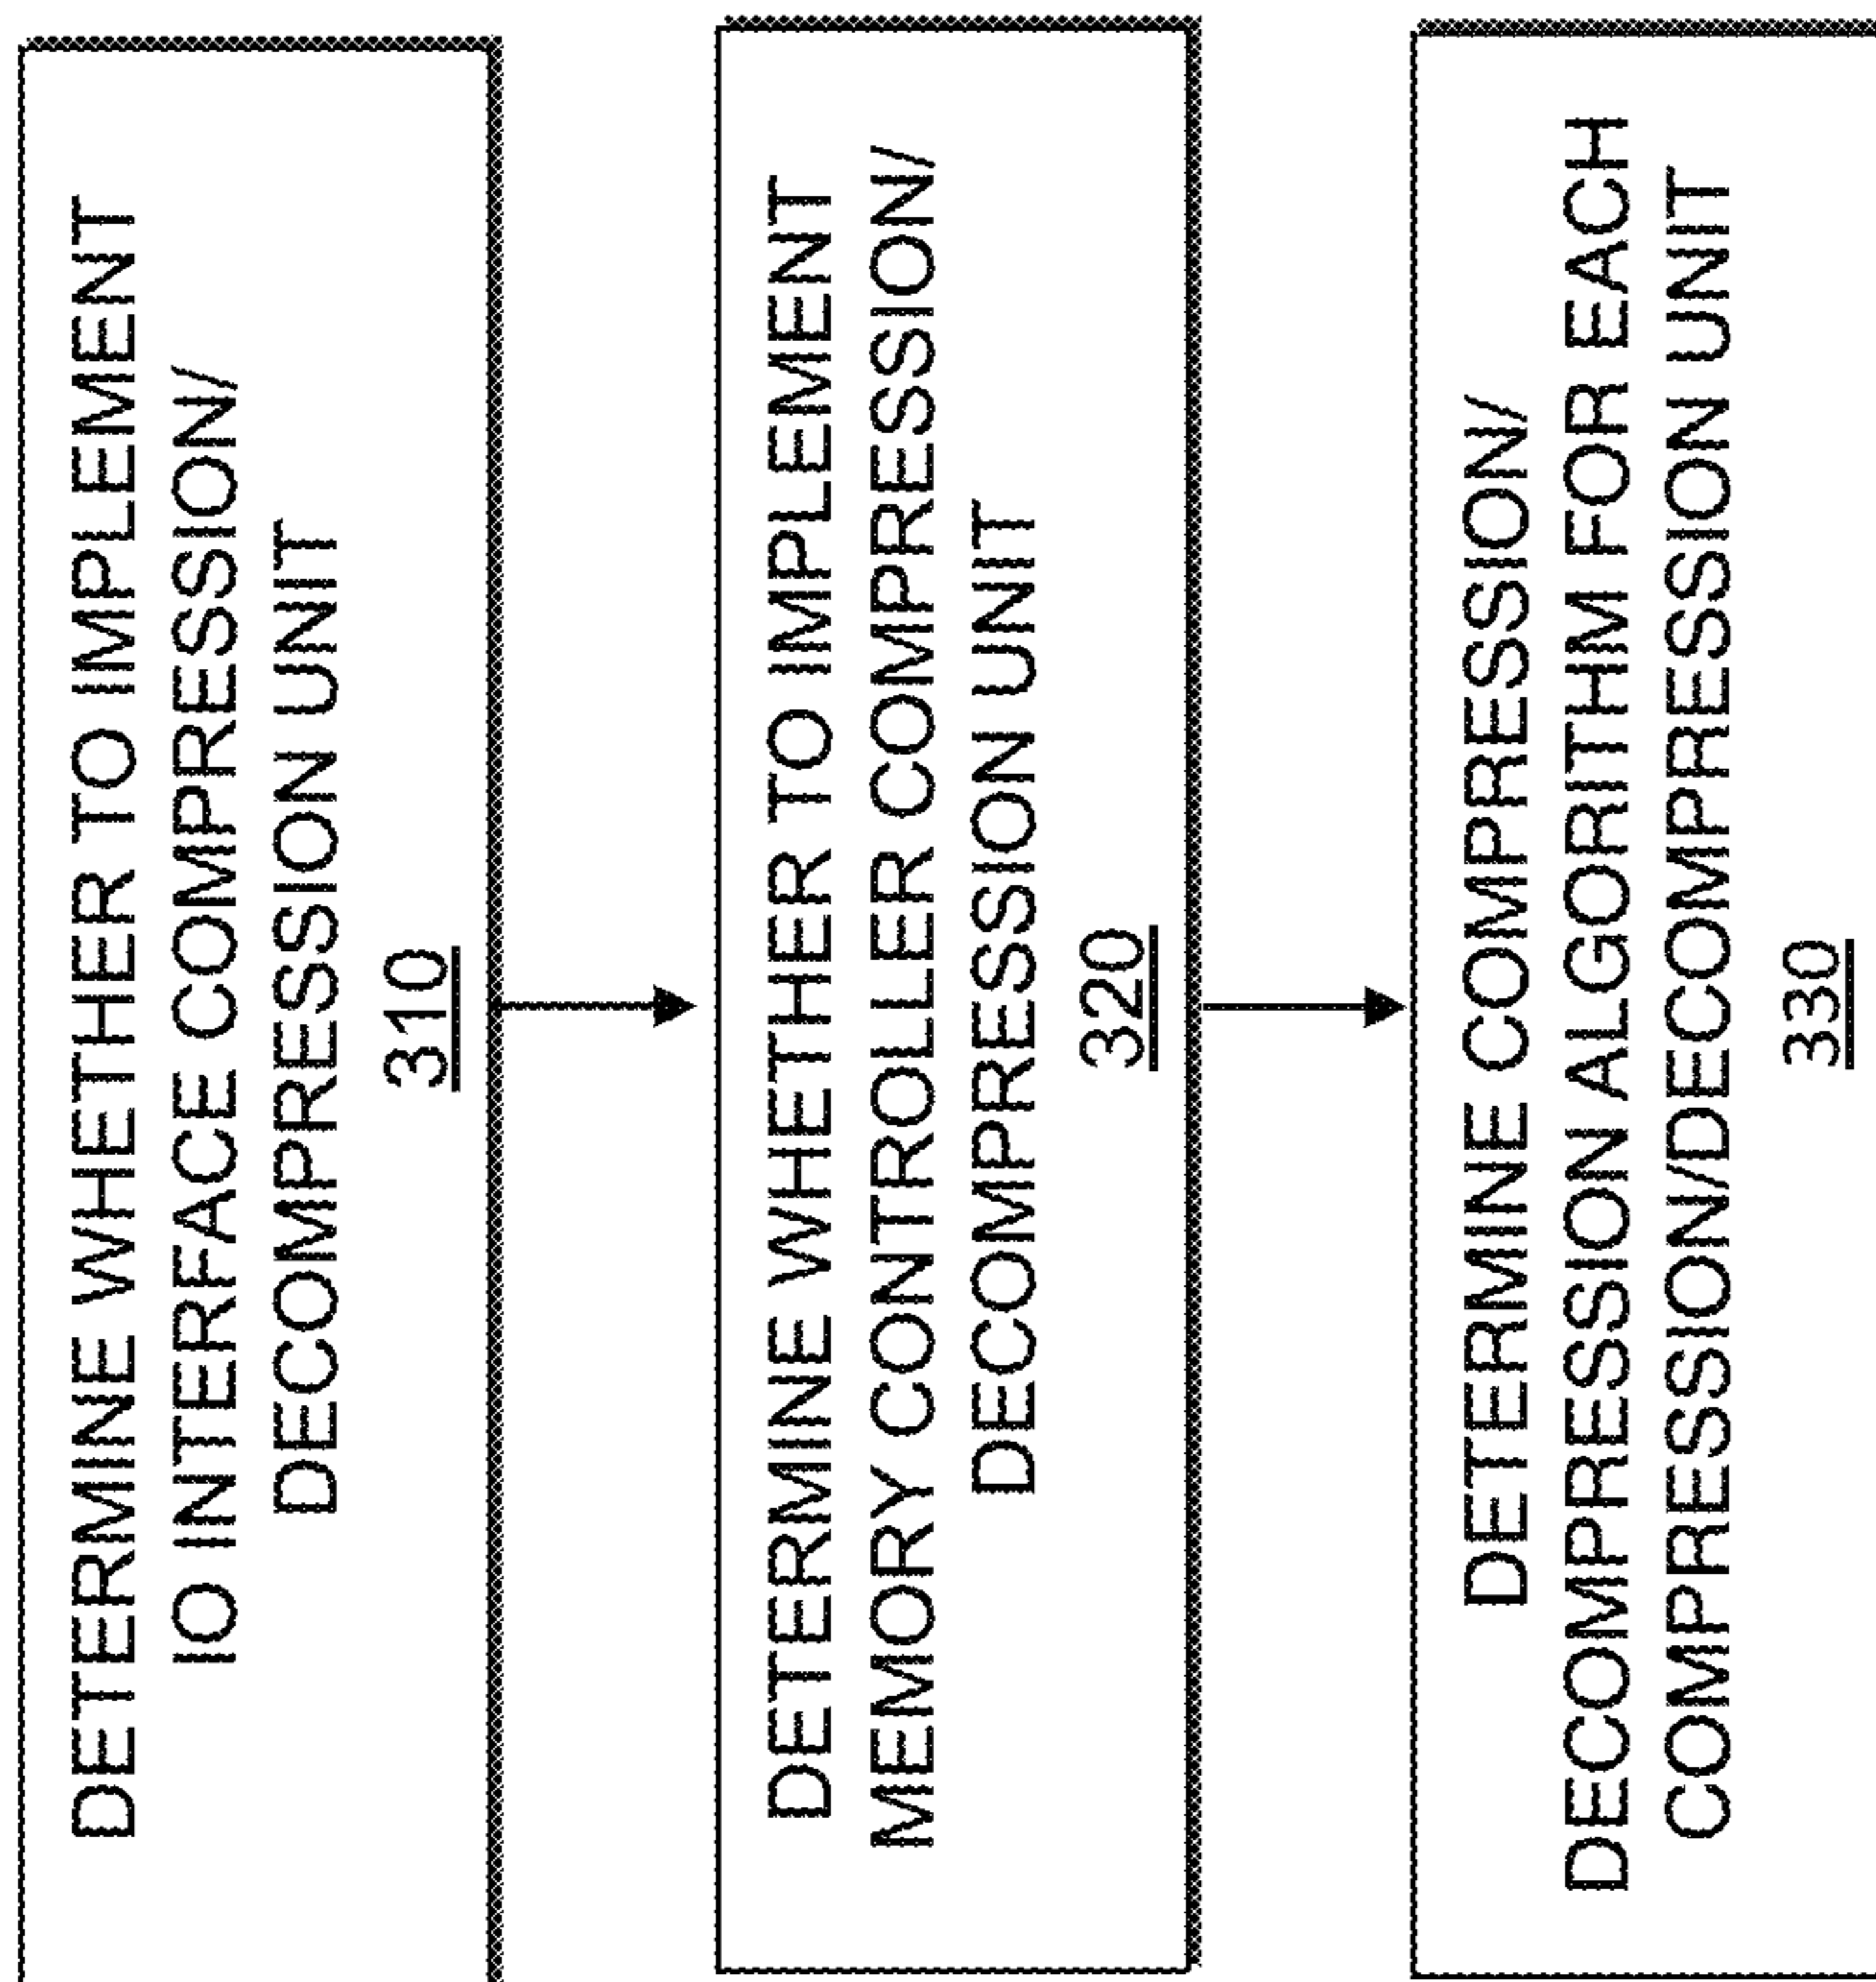 DETERMINE WHETHER TO IMPLEMENT
IO INTERFACE COMPRESSION/
DECOMPRESSION UNIT
310
DETERMINE WHETHER TO IMPLEMENT
MEMORY CONTROLLER COMPRESSION/
DECOMPRESSION UNIT
320
DETERMINE COMPRESSION/
DECOMPRESSION ALGORITHM FOR EACH
COMPRESSION/DECOMPRESSION UNIT
330